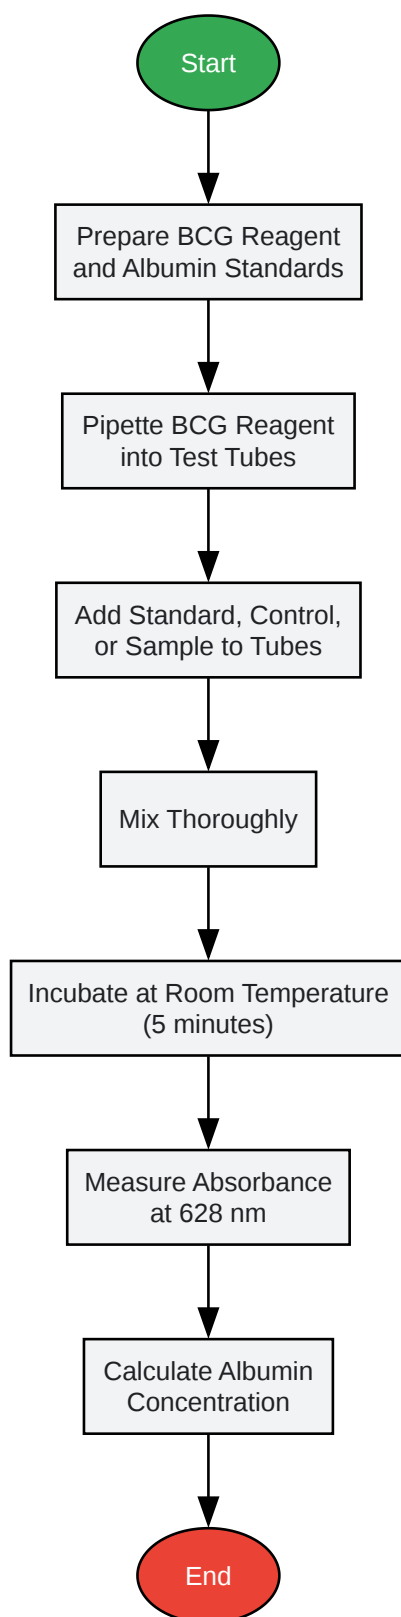 Start
Prepare BCG Reagent
and Albumin Standards
Pipette BCG Reagent
into Test Tubes
Add Standard, Control,
or Sample to Tubes
Mix Thoroughly
Incubate at Room Temperature
(5 minutes)
Measure Absorbance
at 628 nm
Calculate Albumin
Concentration
End